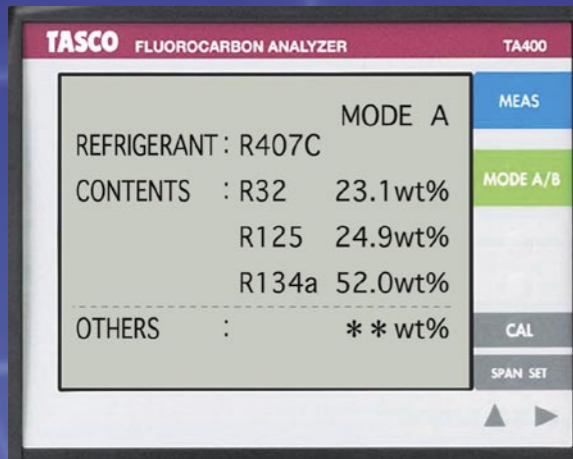 TASCO FLUOROCARBON ANALYZER TA400
MODE A
REFRIGERANT : R407C
CONTENTS : R32 23.1wt%
R125 24.9wt%
R134a 52.0wt%
OTHERS : **wt%
MEAS
MODE A/B
CAL
SPAN SET